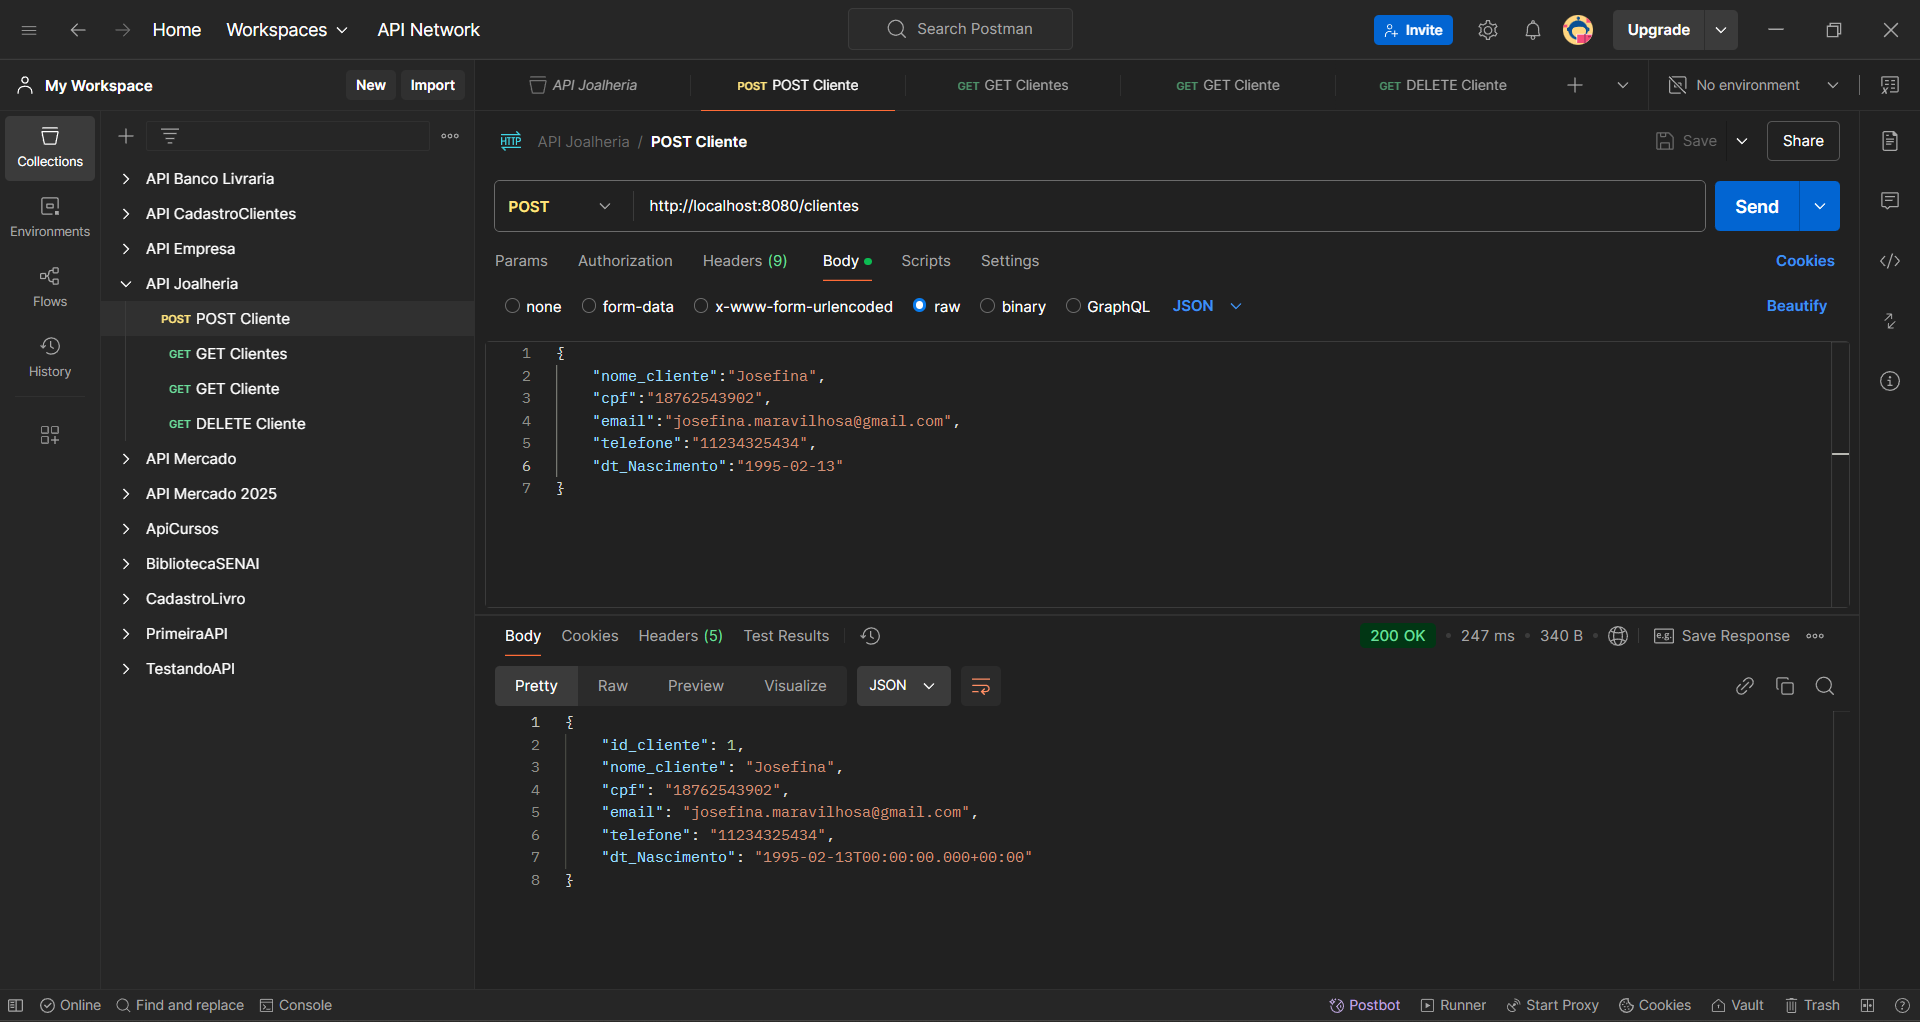 Home Workspaces API Network Search Postman Invite Upgrade
My Workspace New Import API Joalheria POST POST Cliente GET GET Clientes GET GET Cliente GET DELETE Cliente No environment
Collections
Environments
Flows
History
API Banco Livraria
API CadastroClientes
API Empresa
API Joalheria
POST POST Cliente
GET GET Clientes
GET GET Cliente
GET DELETE Cliente
API Mercado
API Mercado 2025
ApiCursos
BibliotecaSENAI
CadastroLivro
PrimeiraAPI
TestandoAPI
HTTP API Joalheria / POST Cliente Save Share
POST http://localhost:8080/clientes Send
Params Authorization Headers (9) Body Scripts Settings Cookies
none form-data x-www-form-urlencoded raw binary GraphQL JSON Beautify
1 {
2 "nome_cliente":"Josefina",
3 "cpf":"18762543902",
4 "email":"josefina.maravilhosa@gmail.com",
5 "telefone":"11234325434",
6 "dt_Nascimento":"1995-02-13"
7 }
Body Cookies Headers (5) Test Results 200 OK • 247 ms • 340 B • e.g. Save Response
Pretty Raw Preview Visualize JSON
1 {
2 "id_cliente": 1,
3 "nome_cliente": "Josefina",
4 "cpf": "18762543902",
5 "email": "josefina.maravilhosa@gmail.com",
6 "telefone": "11234325434",
7 "dt_Nascimento": "1995-02-13T00:00:00.000+00:00"
8 }
Online Find and replace Console Postbot Runner Start Proxy Cookies Vault Trash